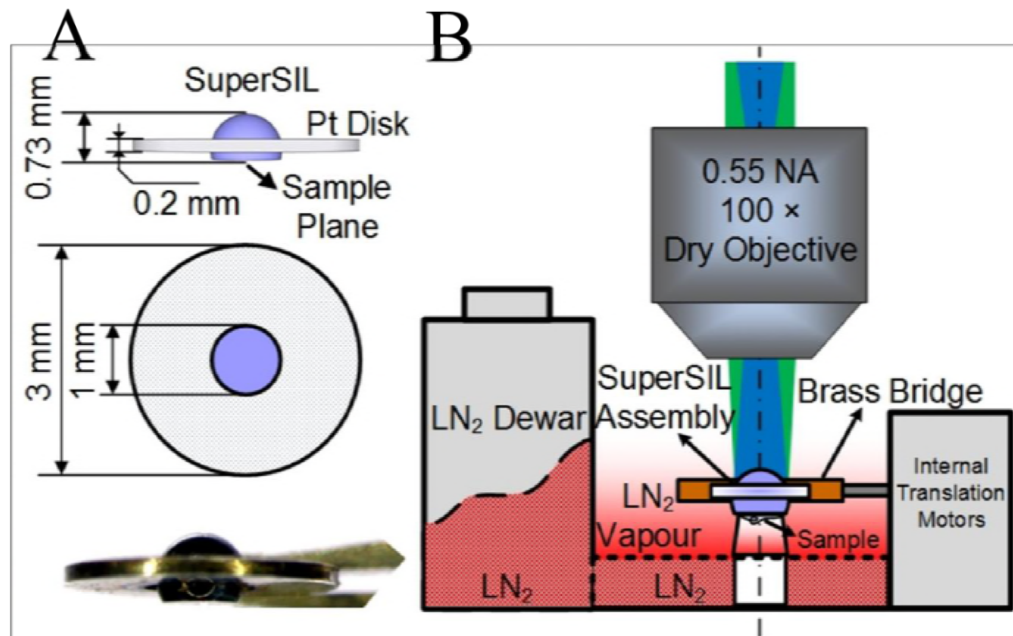 A
SuperSIL
Pt Disk
0.73 mm
0.2 mm
Sample
Plane
3 mm
1 mm
B
0.55 NA
100 ×
Dry Objective
SuperSIL
Assembly
Brass Bridge
LN₂ Dewar
LN₂
Vapour
Sample
Internal
Translation
Motors
LN₂
LN₂